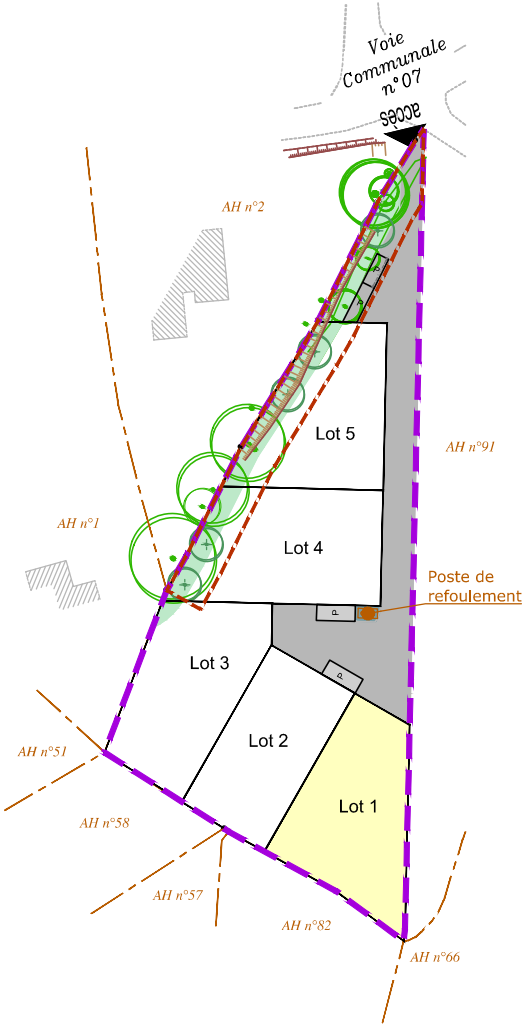 Voie
Communale
n°07
accès
AH n°2
P
P
Lot 5
AH n°91
AH n°1
Lot 4
Poste de
refoulement
P
Lot 3
P
Lot 2
AH n°51
Lot 1
AH n°58
AH n°57
AH n°82
AH n°66